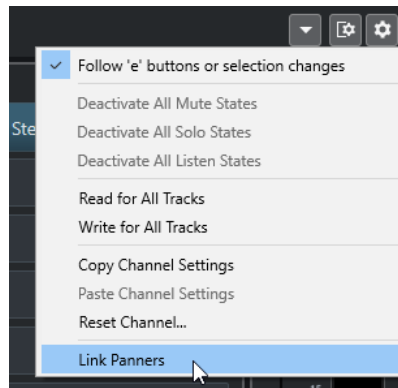 Follow 'e' buttons or selection changes
Deactivate All Mute States
Ste
Deactivate All Solo States
Deactivate All Listen States
Read for All Tracks
Write for All Tracks
Copy Channel Settings
Paste Channel Settings
Reset Channel...
Link Panners